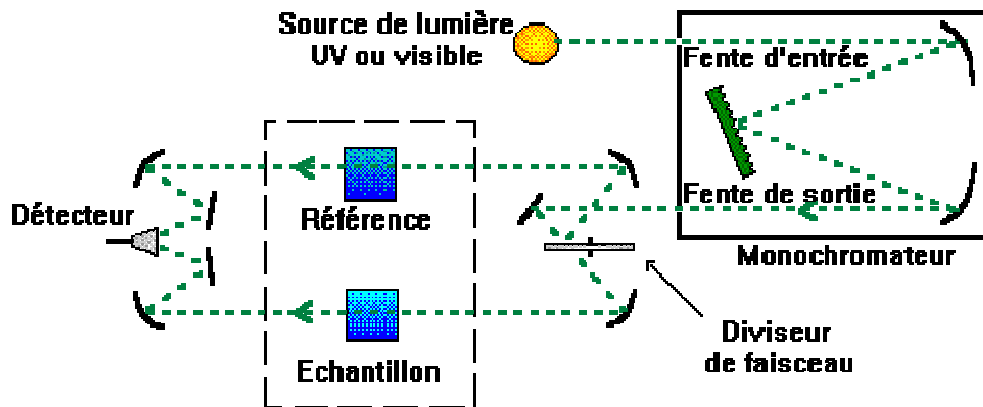 Source de lumière
UV ou visible
Fente d'entrée
Fente de sortie
Monochromateur
Référence
Détecteur
Diviseur
de faisceau
Echantillon